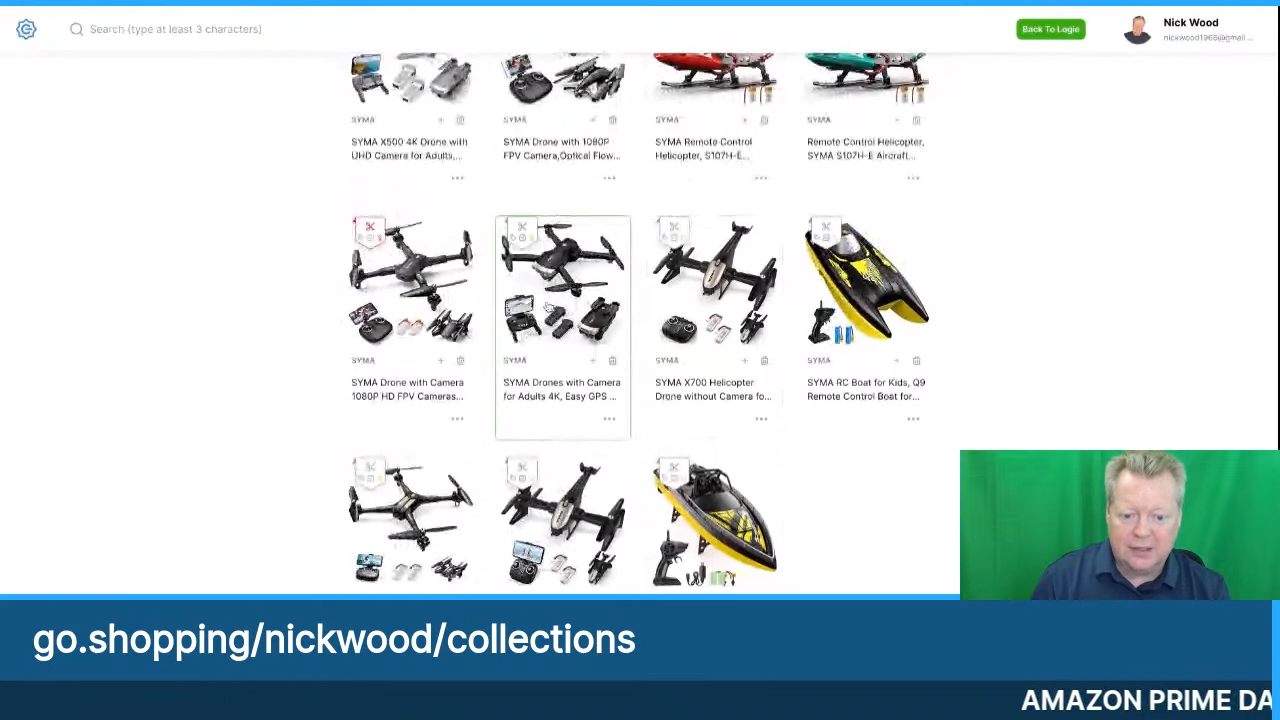 Search (type at least 3 characters)
Back To Logie
Nick Wood
nickwood1966@gmail ...
SYMA
SYMA X500 4K Drone with
UHD Camera for Adults,...
SYMA
SYMA Drone with 1080P
FPV Camera,Optical Flow...
SYMA
SYMA Remote Control
Helicopter, S107H-E...
SYMA
Remote Control Helicopter,
SYMA S107H-E Aircraft...
SYMA
SYMA Drone with Camera
1080P HD FPV Cameras...
SYMA
SYMA Drones with Camera
for Adults 4K, Easy GPS ...
SYMA
SYMA X700 Helicopter
Drone without Camera fo...
SYMA
SYMA RC Boat for Kids, Q9
Remote Control Boat for...
go.shopping/nickwood/collections
AMAZON PRIME DA